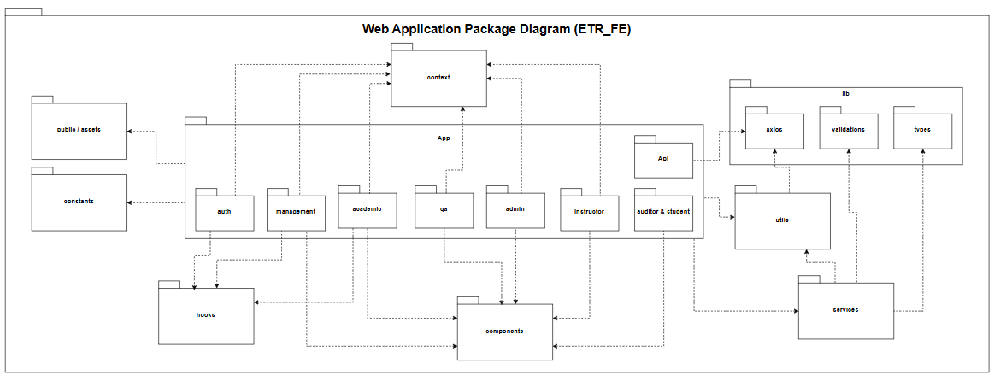 Web Application Package Diagram (ETR_FE)
context
lib
public / assets
axios
validations
types
App
Api
constants
auth
management
academic
qa
admin
instructor
auditor & student
utils
hooks
services
components